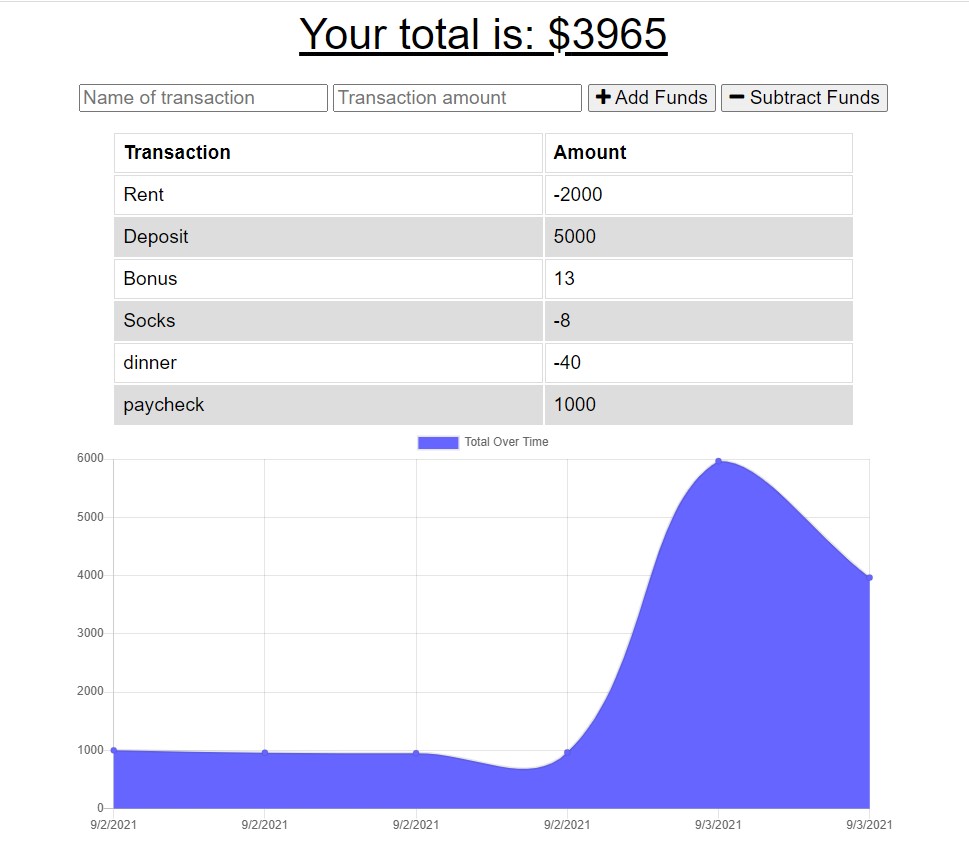 Your total is: $3965
Name of transaction Transaction amount + Add Funds − Subtract Funds
Transaction Amount
Rent -2000
Deposit 5000
Bonus 13
Socks -8
dinner -40
paycheck 1000
Total Over Time
6000
5000
4000
3000
2000
1000
0
9/2/2021 9/2/2021 9/2/2021 9/2/2021 9/3/2021 9/3/2021